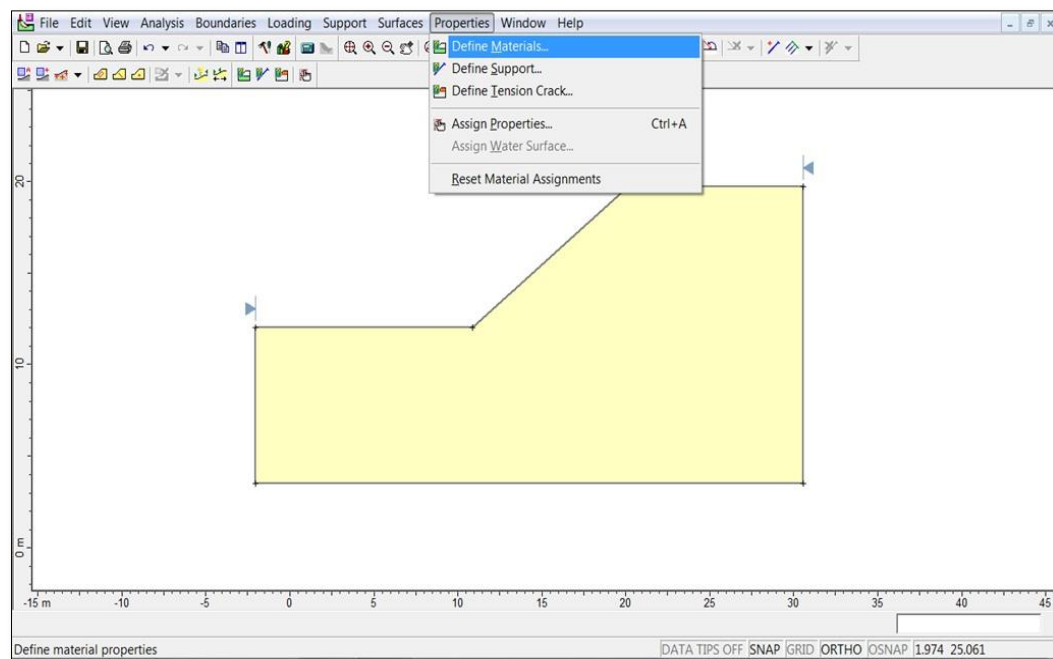 File Edit View Analysis Boundaries Loading Support Surfaces Properties Window Help
Define Materials...
Define Support...
Define Tension Crack...
Assign Properties... Ctrl+A
Assign Water Surface...
Reset Material Assignments
20
10
0 m
-15 m -10 -5 0 5 10 15 20 25 30 35 40 45
Define material properties DATA TIPS OFF SNAP GRID ORTHO OSNAP 1.974 25.061